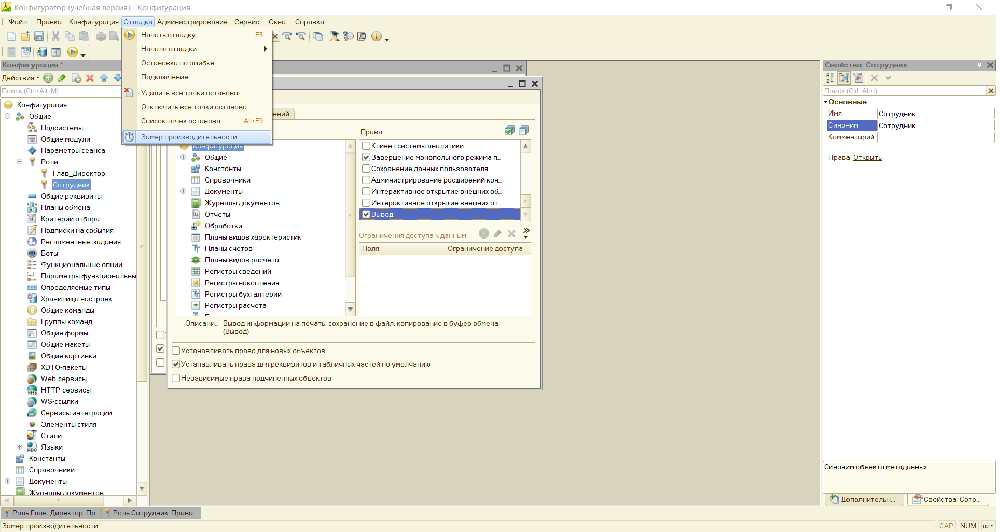 Конфигуратор (учебная версия) - Конфигурация
Файл Правка Конфигурация Отладка Администрирование Сервис Окна Справка
Начать отладку F5
Начало отладки
Остановка по ошибке...
Подключение...
Удалить все точки останова
Отключить все точки останова
Список точек останова... Alt+F9
Замер производительности
Конфигурация *
Действия
Поиск (Ctrl+Alt+M)
Конфигурация
Общие
Подсистемы
Общие модули
Параметры сеанса
Роли
Глав_Директор
Сотрудник
Общие реквизиты
Планы обмена
Критерии отбора
Подписки на события
Регламентные задания
Боты
Функциональные опции
Параметры функциональны
Определяемые типы
Хранилища настроек
Общие команды
Группы команд
Общие формы
Общие макеты
Общие картинки
XDTO-пакеты
Web-сервисы
HTTP-сервисы
WS-ссылки
Сервисы интеграции
Элементы стиля
Стили
Языки
Константы
Справочники
Документы
Журналы документов
ений
Конфигурация
Общие
Константы
Справочники
Документы
Журналы документов
Отчеты
Обработки
Планы видов характеристик
Планы счетов
Планы видов расчета
Регистры сведений
Регистры накопления
Регистры бухгалтерии
Регистры расчета
Права:
Клиент системы аналитики
Завершение монопольного режима п...
Сохранение данных пользователя
Администрирование расширений кон...
Интерактивное открытие внешних об...
Интерактивное открытие внешних от...
Вывод
Ограничения доступа к данным:
Поля Ограничение доступа
Описани... Вывод информации на печать, сохранение в файл, копирование в буфер обмена.
(Вывод)
Устанавливать права для новых объектов
Устанавливать права для реквизитов и табличных частей по умолчанию
Независимые права подчиненных объектов
Свойства: Сотрудник
Поиск (Ctrl+Alt+I)
Основные:
Имя Сотрудник
Синоним Сотрудник
Комментарий
Права Открыть
Синоним объекта метаданных
Дополнительн... Свойства: Сотр...
Роль Глав_Директор: Пр... Роль Сотрудник: Права
Замер производительности CAP NUM ru